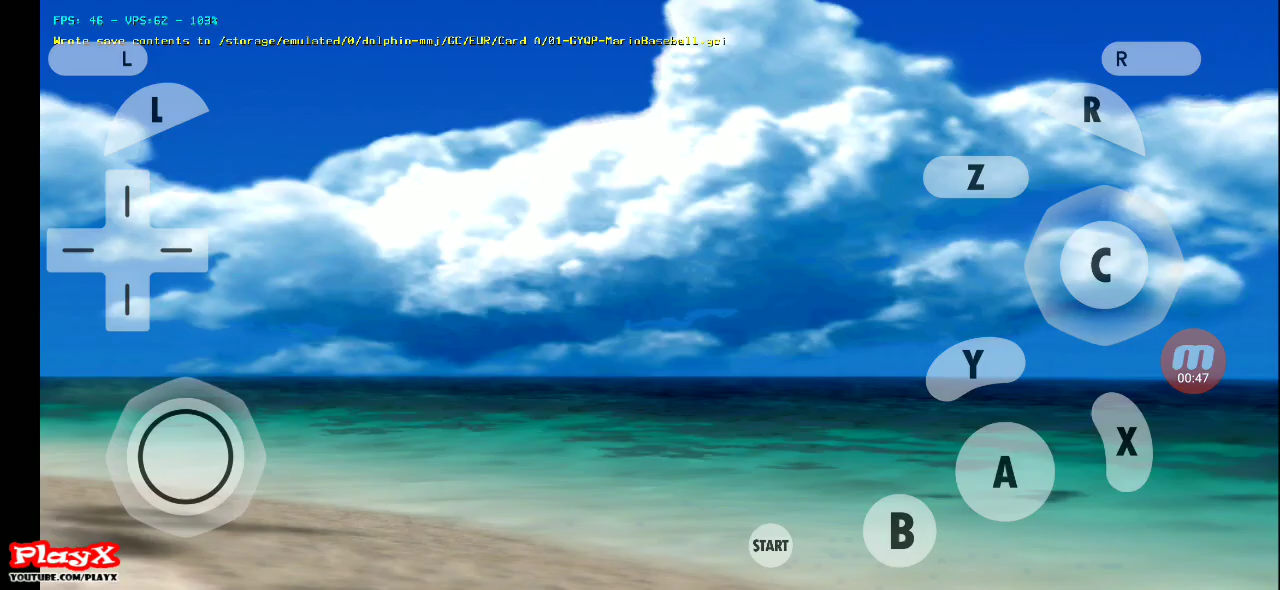 FPS: 46 - VPS:62 - 103%
Wrote save contents to /storage/emulated/0/dolphin-mmj/GC/EUR/Card A/01-GYQP-MarioBaseball.gci
L
R
L
R
Z
C
Y
m
00:47
X
A
B
START
PlayX
YOUTUBE.COM/PLAYX